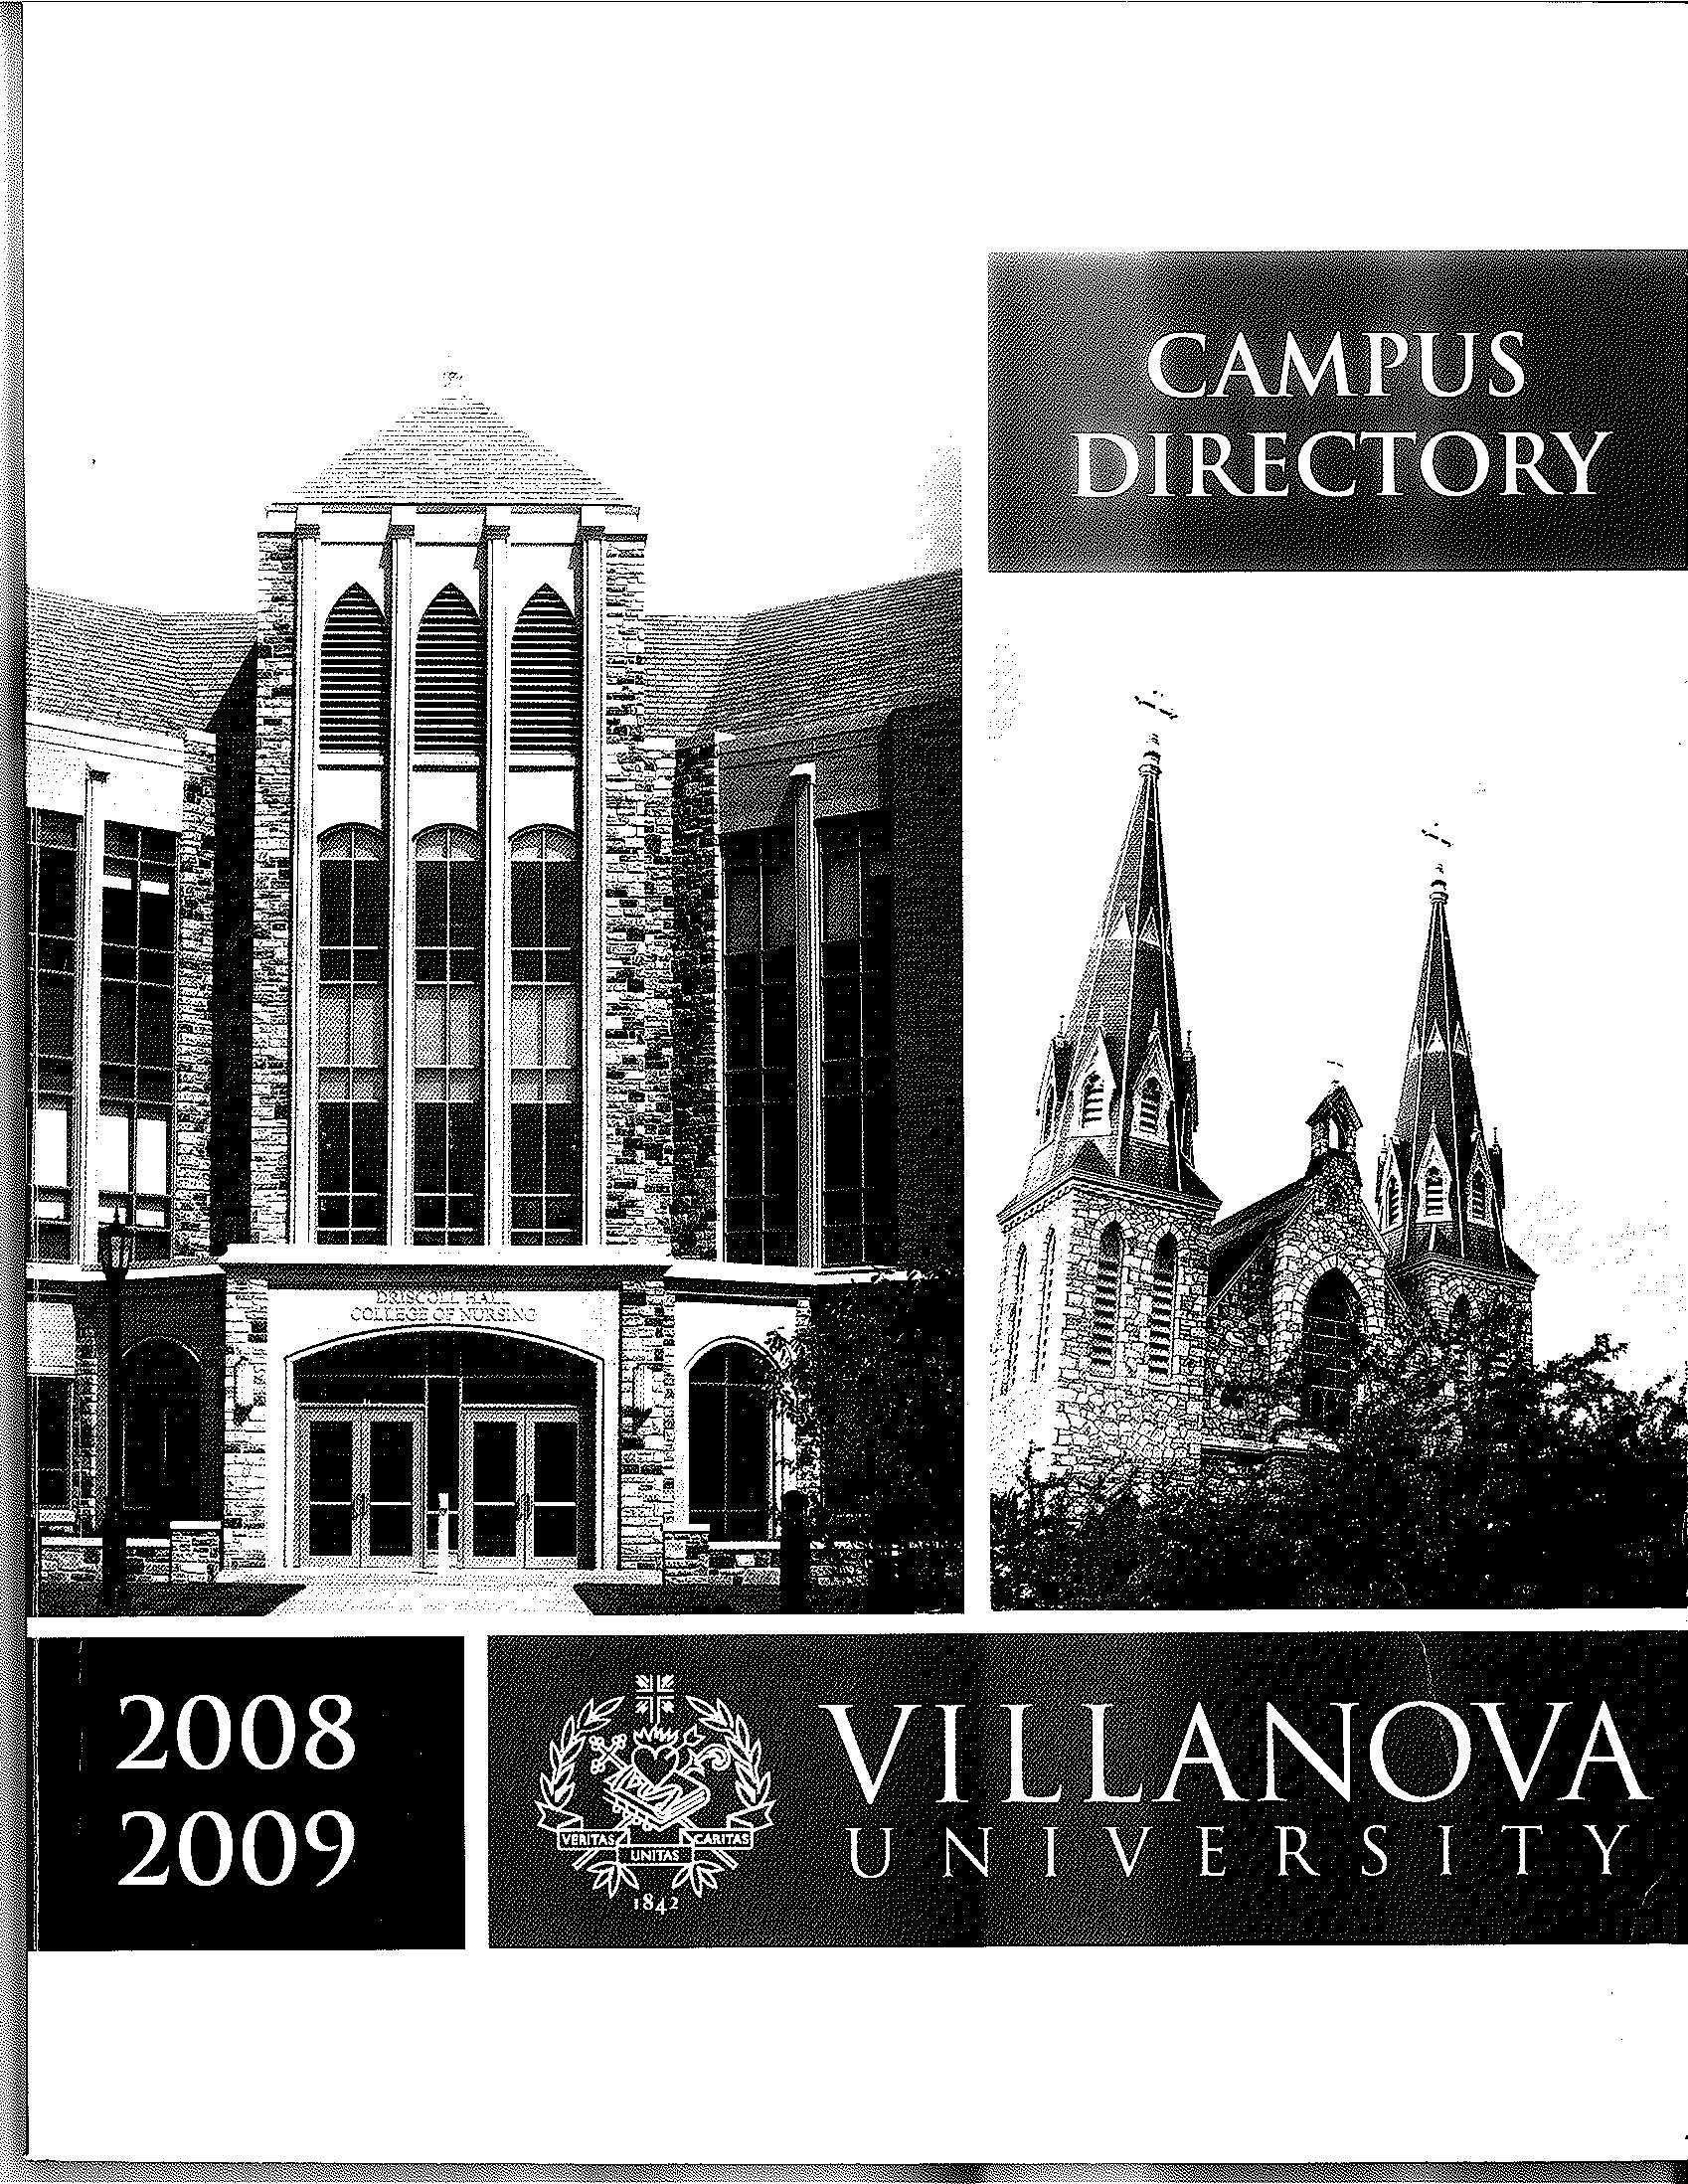 CAMPUS
DIRECTORY
DRISCOLL HALL
COLLEGE OF NURSING
2008
2009
VERITAS
UNITAS
CARITAS
1842
VILLANOVA
UNIVERSITY